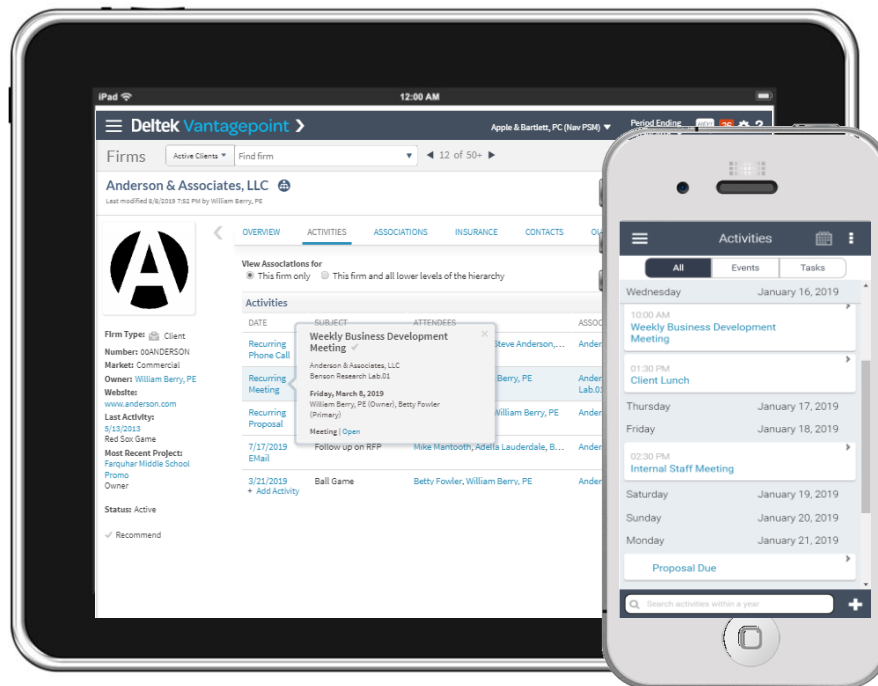 iPad
12:00 AM
Deltek Vantagepoint
Apple & Bartlett, PC (Nav PSM)
Period Ending
Firms
Active Clients
Find firm
12 of 50+
Anderson & Associates, LLC
Last modified 8/8/2019 7:52 PM by William Berry, PE
OVERVIEW
ACTIVITIES
ASSOCIATIONS
INSURANCE
CONTACTS
View Associations for
This firm only
This firm and all lower levels of the hierarchy
Activities
DATE
SUBJECT
ATTENDEES
Recurring
Phone Call
Steve Anderson,...
Recurring
Meeting
Berry, PE
Lab.01
Recurring
Proposal
William Berry, PE
7/17/2019
EMail
Follow up on RFP
Mike Mantooth, Adella Lauderdale, B...
3/21/2019
Ball Game
Betty Fowler, William Berry, PE
+ Add Activity
Weekly Business Development
Meeting
Anderson & Associates, LLC
Benson Research Lab.01
Friday, March 8, 2019
William Berry, PE (Owner), Betty Fowler
(Primary)
Meeting | Open
A
Firm Type: Client
Number: 00ANDERSON
Market: Commercial
Owner: William Berry, PE
Website:
www.anderson.com
Last Activity:
5/13/2013
Red Sox Game
Most Recent Project:
Farquhar Middle School
Promo
Owner
Status: Active
Recommend
Activities
All
Events
Tasks
Wednesday January 16, 2019
10:00 AM
Weekly Business Development
Meeting
01:30 PM
Client Lunch
Thursday January 17, 2019
Friday January 18, 2019
02:30 PM
Internal Staff Meeting
Saturday January 19, 2019
Sunday January 20, 2019
Monday January 21, 2019
Proposal Due
Search activities within a year